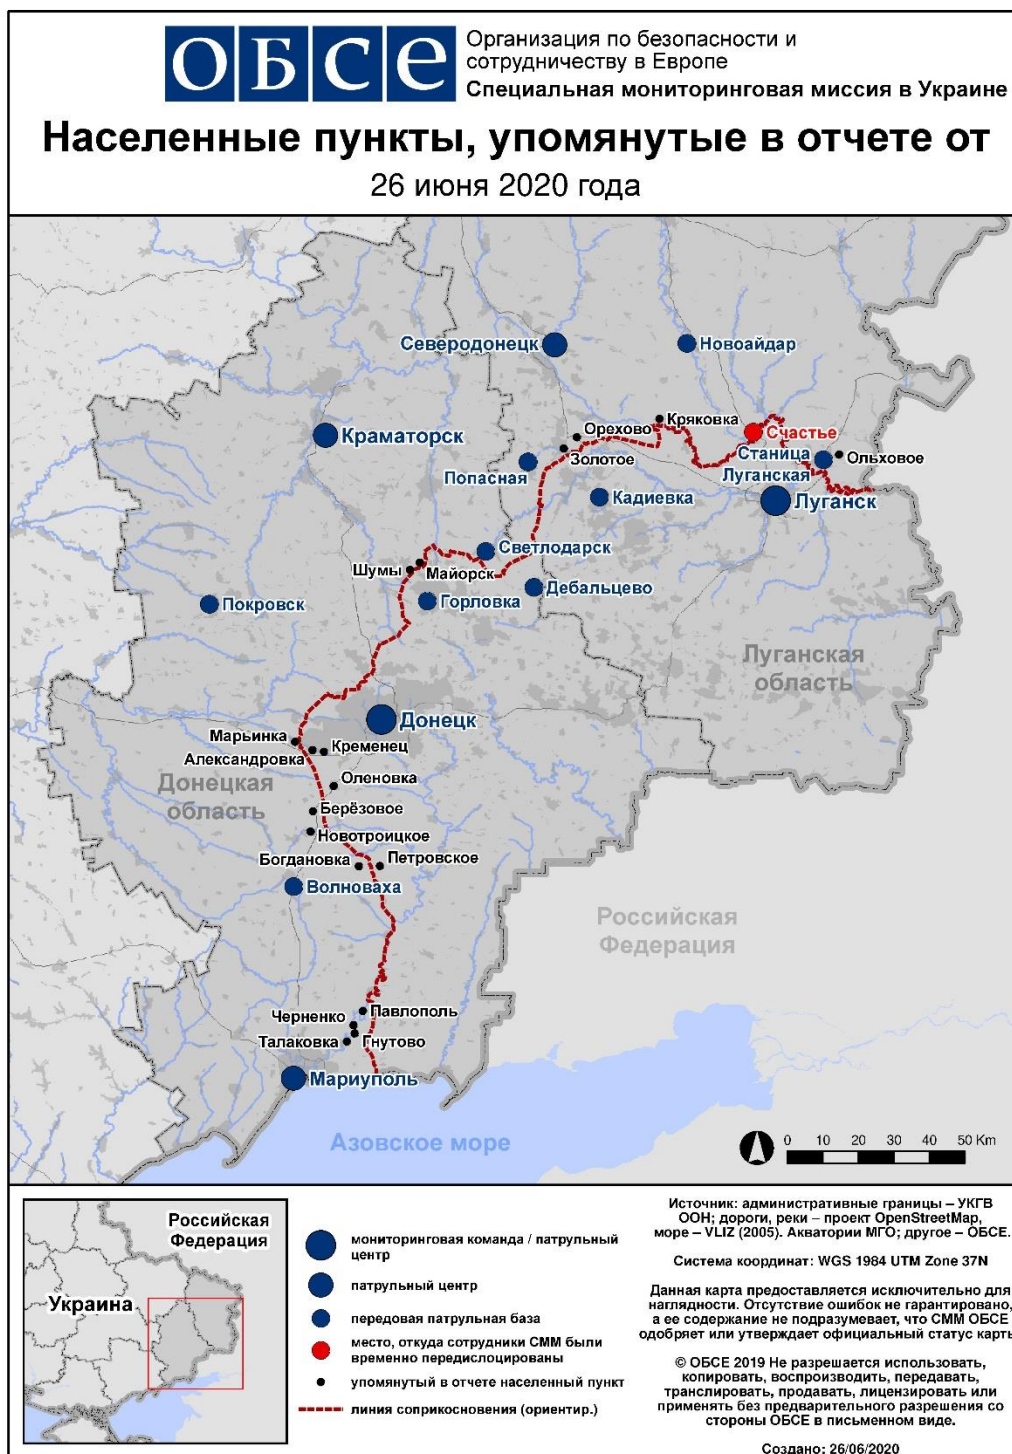 ОБСЕ
Организация по безопасности и
сотрудничеству в Европе
Специальная мониторинговая миссия в Украине
Населенные пункты, упомянутые в отчете от
26 июня 2020 года
Северодонецк
Новоайдар
Кряковка
Орехово
Краматорск
Счастье
Золотое
Станица
Луганская
Ольховое
Попасная
Кадиевка
Луганск
Светлодарск
Шумы
Майорск
Дебальцево
Покровск
Горловка
Луганская
область
Донецк
Марьинка
Кременец
Александровка
Оленовка
Донецкая
область
Берёзовое
Новотроицкое
Богдановка
Петровское
Волноваха
Российская
Федерация
Павлополь
Черненко
Талаковка
Гнутово
Мариуполь
Азовское море
0 10 20 30 40 50 Km
Российская
Федерация
Украина
мониторинговая команда / патрульный
центр
патрульный центр
передовая патрульная база
место, откуда сотрудники СММ были
временно передислоцированы
упомянутый в отчете населенный пункт
линия соприкосновения (ориентир.)
Источник: административные границы – УКГВ
ООН; дороги, реки – проект OpenStreetMap,
море – VLIZ (2005). Акватории МГО; другое – ОБСЕ.
Система координат: WGS 1984 UTM Zone 37N
Данная карта предоставляется исключительно для
наглядности. Отсутствие ошибок не гарантировано,
а ее содержание не подразумевает, что СММ ОБСЕ
одобряет или утверждает официальный статус карты
© ОБСЕ 2019 Не разрешается использовать,
копировать, воспроизводить, передавать,
транслировать, продавать, лицензировать или
применять без предварительного разрешения со
стороны ОБСЕ в письменном виде.
Создано: 26/06/2020